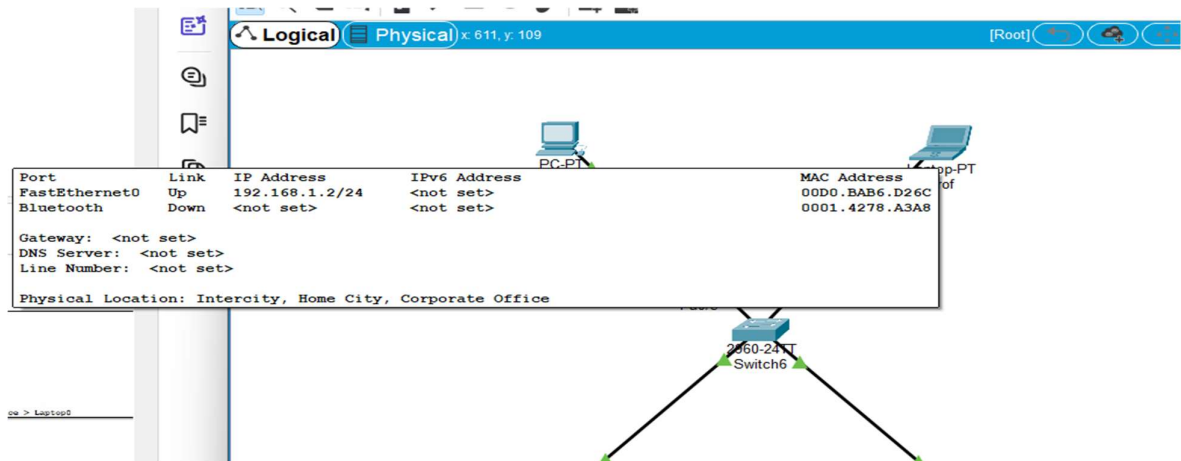 Logical Physical x: 611, y: 109 [Root]
PC-PT
op-PT
of
Port Link IP Address IPv6 Address MAC Address
FastEthernet0 Up 192.168.1.2/24 <not set> 00D0.BAB6.D26C
Bluetooth Down <not set> <not set> 0001.4278.A3A8
Gateway: <not set>
DNS Server: <not set>
Line Number: <not set>
Physical Location: Intercity, Home City, Corporate Office
2960-24TT
Switch6
ce > Laptop0